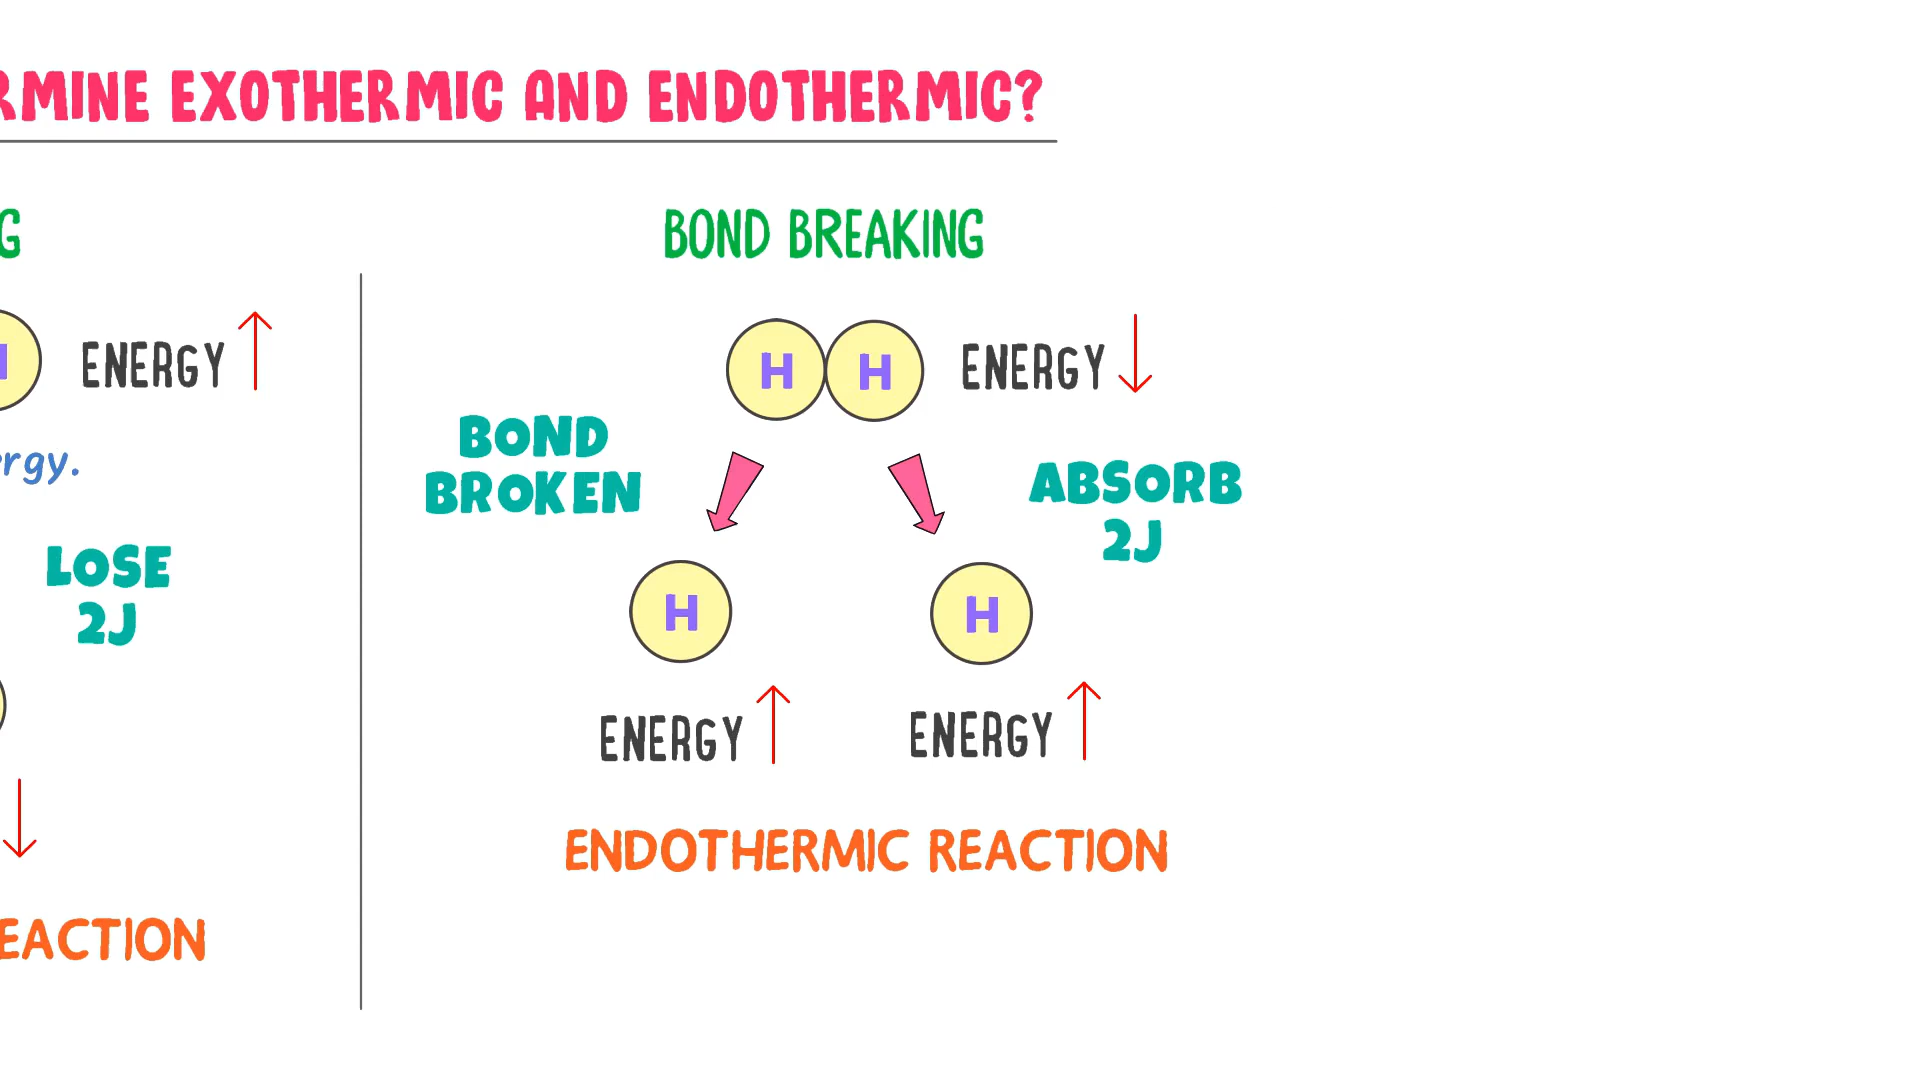 RMINE EXOTHERMIC AND ENDOTHERMIC?
G
ENERGY
ergy.
LOSE
2J
EACTION
BOND BREAKING
H H
ENERGY
BOND
BROKEN
ABSORB
2J
H H
ENERGY ENERGY
ENDOTHERMIC REACTION